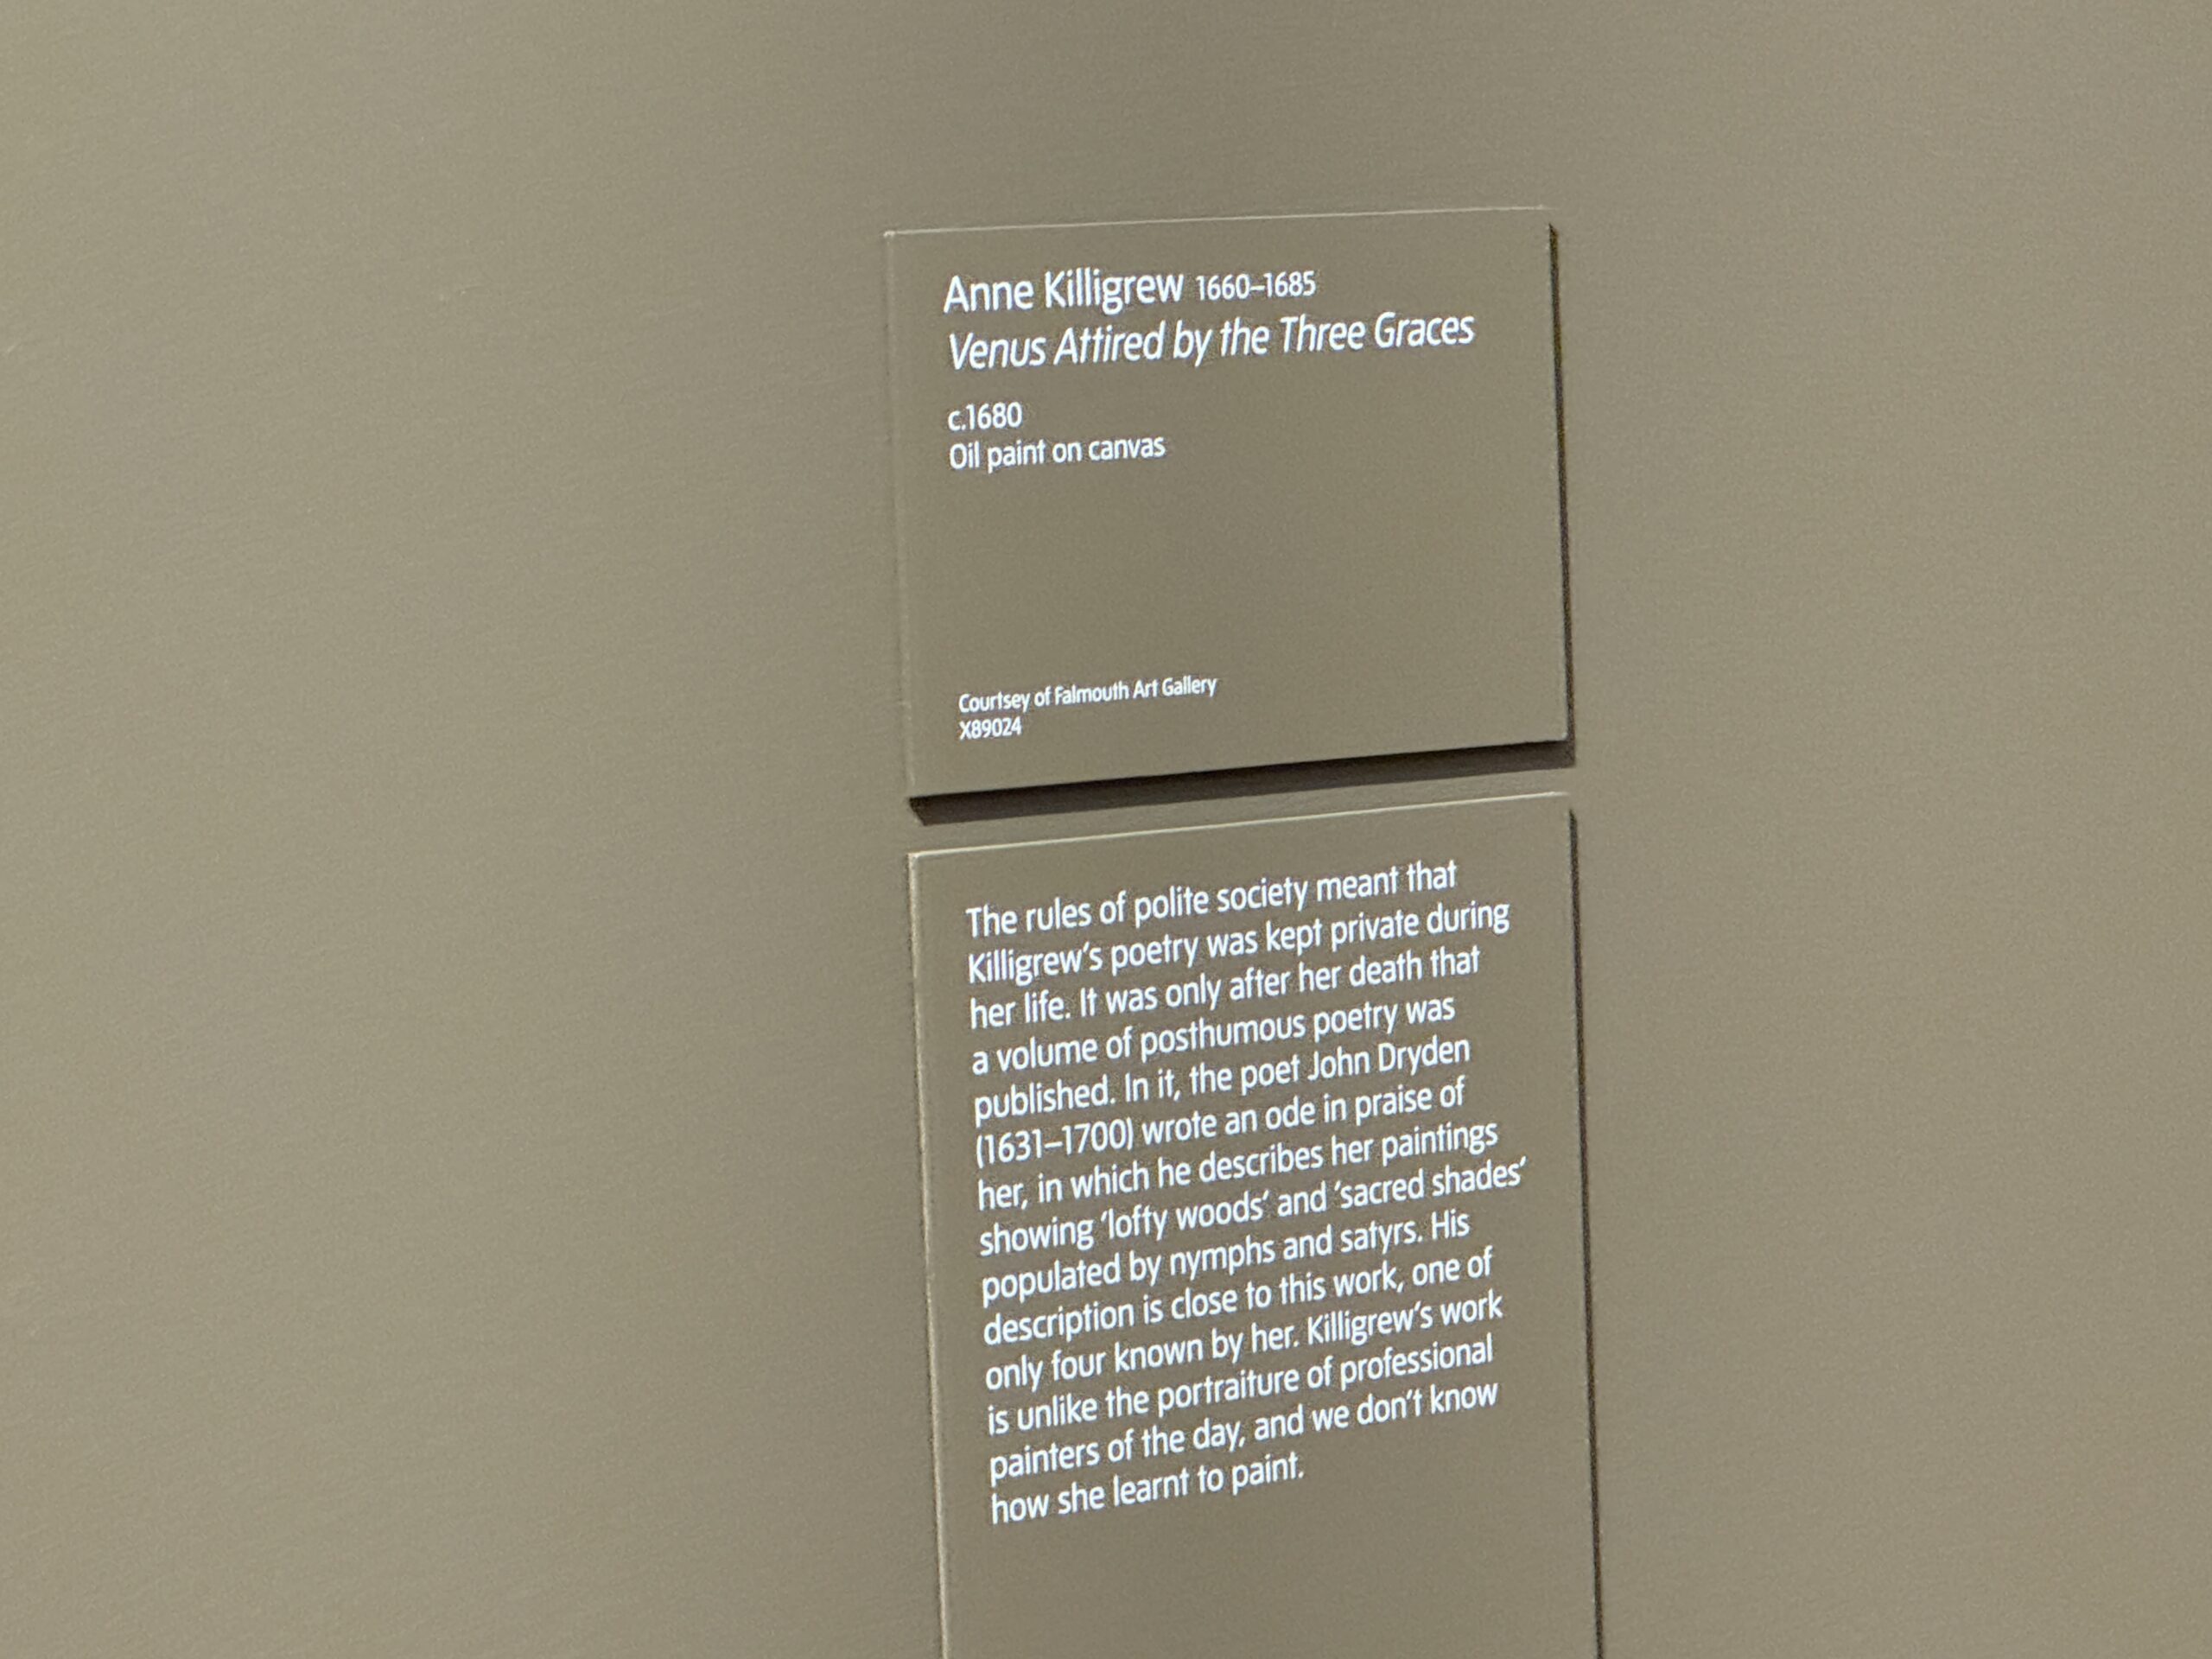 Anne Killigrew 1660–1685
Venus Attired by the Three Graces
c.1680
Oil paint on canvas
Courtsey of Falmouth Art Gallery
X89024
The rules of polite society meant that
Killigrew's poetry was kept private during
her life. It was only after her death that
a volume of posthumous poetry was
published. In it, the poet John Dryden
(1631–1700) wrote an ode in praise of
her, in which he describes her paintings
showing 'lofty woods' and 'sacred shades'
populated by nymphs and satyrs. His
description is close to this work, one of
only four known by her. Killigrew's work
is unlike the portraiture of professional
painters of the day, and we don't know
how she learnt to paint.